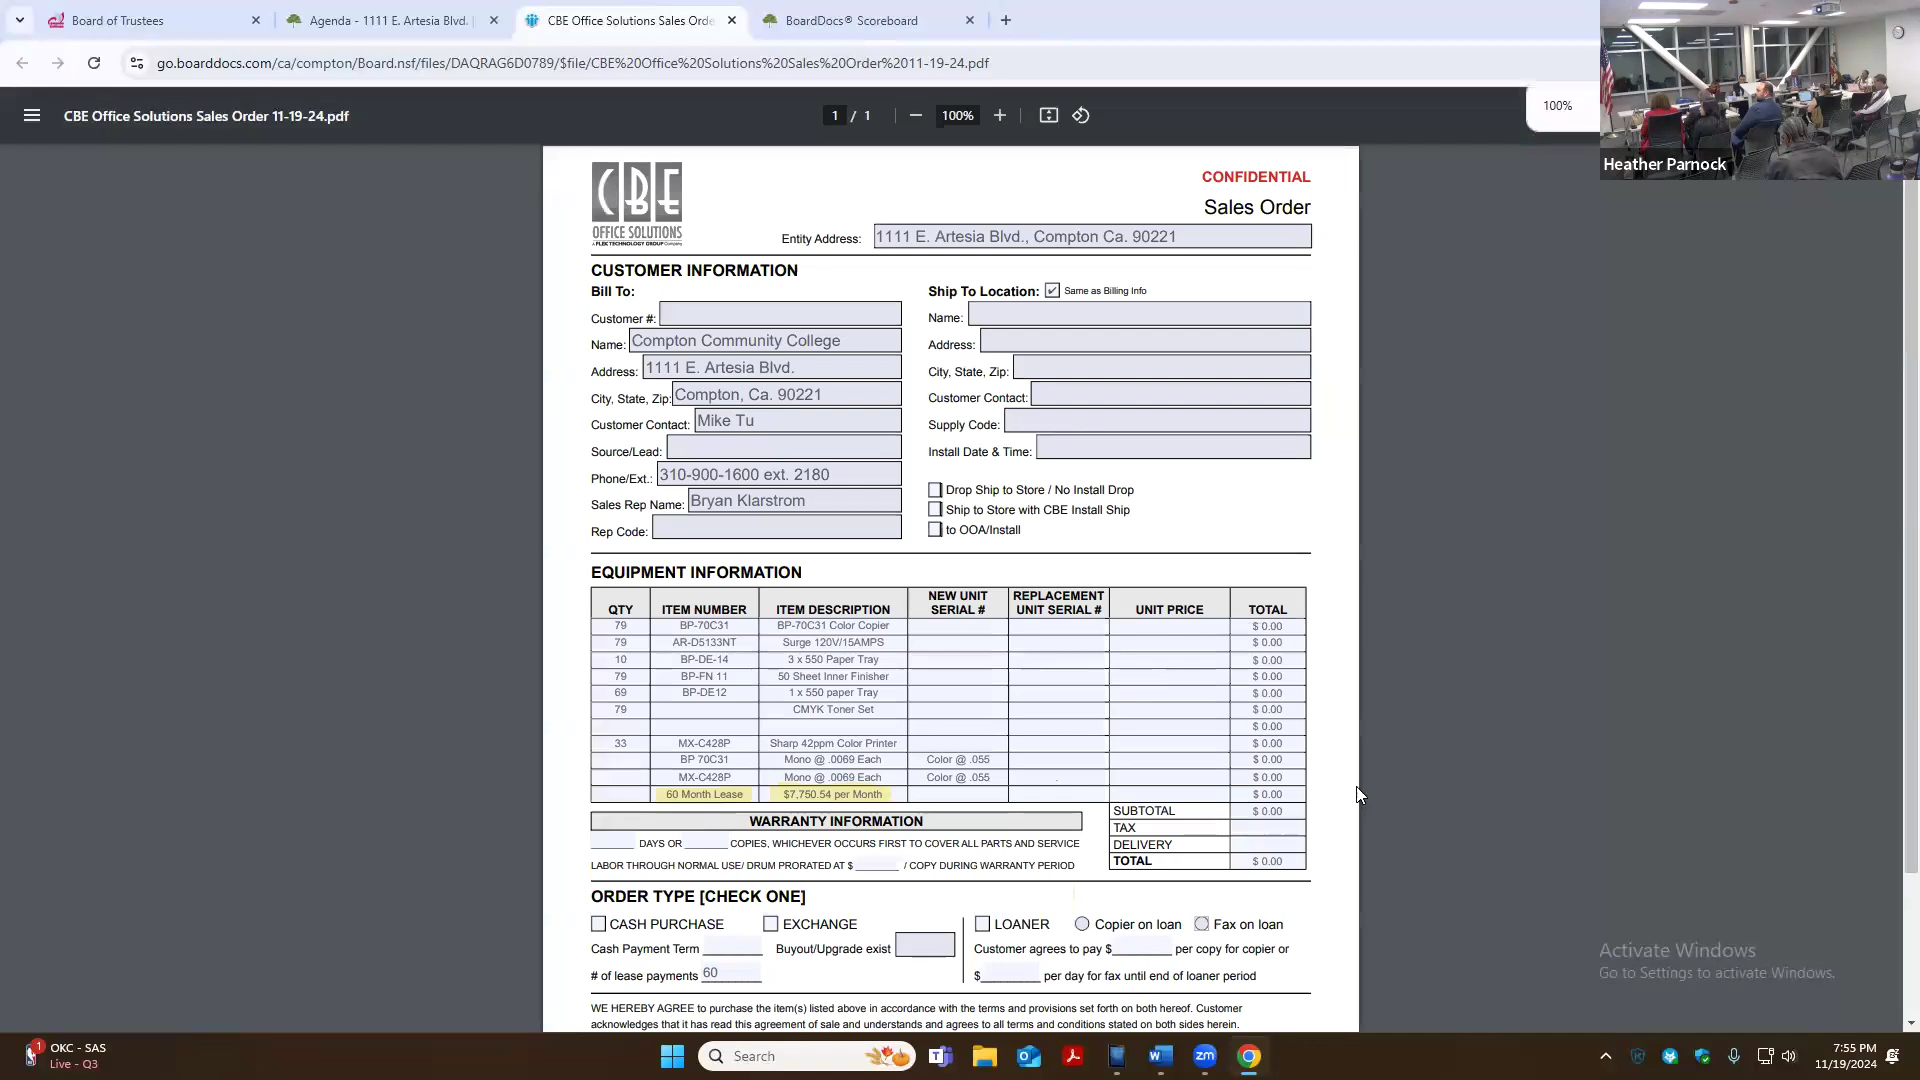 Board of Trustees
Agenda - 1111 E. Artesia Blvd. |
CBE Office Solutions Sales Orde
BoardDocs® Scoreboard
go.boarddocs.com/ca/compton/Board.nsf/files/DAQRAG6D0789/$file/CBE%20Office%20Solutions%20Sales%20Order%2011-19-24.pdf
CBE Office Solutions Sales Order 11-19-24.pdf
1 / 1
100%
100%
Heather Parnock
CBE
OFFICE SOLUTIONS
CONFIDENTIAL
Sales Order
Entity Address: 1111 E. Artesia Blvd., Compton Ca. 90221
CUSTOMER INFORMATION
Bill To:
Ship To Location: Same as Billing Info
Customer #:
Name:
Name: Compton Community College
Address:
Address: 1111 E. Artesia Blvd.
City, State, Zip:
City, State, Zip: Compton, Ca. 90221
Customer Contact:
Customer Contact: Mike Tu
Supply Code:
Source/Lead:
Install Date & Time:
Phone/Ext.: 310-900-1600 ext. 2180
Drop Ship to Store / No Install Drop
Sales Rep Name: Bryan Klarstrom
Ship to Store with CBE Install Ship
Rep Code:
to OOA/Install
EQUIPMENT INFORMATION
QTY ITEM NUMBER ITEM DESCRIPTION NEW UNIT SERIAL # REPLACEMENT UNIT SERIAL # UNIT PRICE TOTAL
79 BP-70C31 BP-70C31 Color Copier $ 0.00
79 AR-D5133NT Surge 120V/15AMPS $ 0.00
10 BP-DE-14 3 x 550 Paper Tray $ 0.00
79 BP-FN 11 50 Sheet Inner Finisher $ 0.00
69 BP-DE12 1 x 550 paper Tray $ 0.00
79 CMYK Toner Set $ 0.00
$ 0.00
33 MX-C428P Sharp 42ppm Color Printer $ 0.00
BP 70C31 Mono @ .0069 Each Color @ .055 $ 0.00
MX-C428P Mono @ .0069 Each Color @ .055 . $ 0.00
60 Month Lease $7,750.54 per Month $ 0.00
SUBTOTAL $ 0.00
TAX
DELIVERY
TOTAL $ 0.00
WARRANTY INFORMATION
DAYS OR COPIES, WHICHEVER OCCURS FIRST TO COVER ALL PARTS AND SERVICE
LABOR THROUGH NORMAL USE/ DRUM PRORATED AT $ / COPY DURING WARRANTY PERIOD
ORDER TYPE [CHECK ONE]
CASH PURCHASE EXCHANGE LOANER Copier on loan Fax on loan
Cash Payment Term Buyout/Upgrade exist Customer agrees to pay $ per copy for copier or
# of lease payments 60 $ per day for fax until end of loaner period
WE HEREBY AGREE to purchase the item(s) listed above in accordance with the terms and provisions set forth on both hereof. Customer
acknowledges that it has read this agreement of sale and understands and agrees to all terms and conditions stated on both sides herein.
Activate Windows
Go to Settings to activate Windows.
1
OKC - SAS
Live - Q3
Search
zm
7:55 PM
11/19/2024